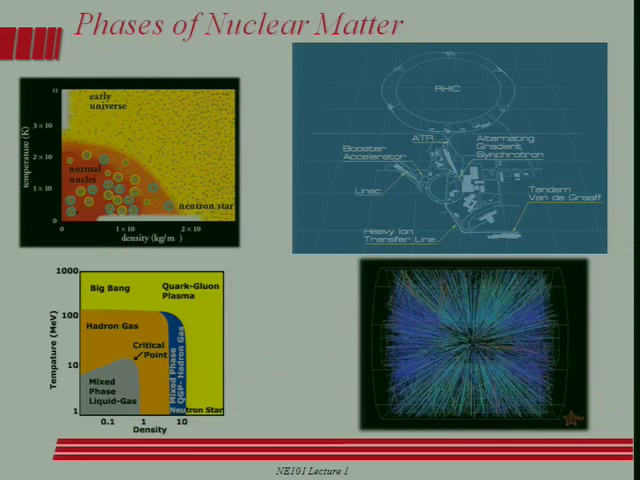 Phases of Nuclear Matter
early
universe
normal
nuclei
neutron star
temperature (K)
3 × 10
2 × 10
1 × 10
0
0
1 × 10
2 × 10
density (kg/m )
RHIC
ATR
Booster
Accelerator
Alternating
Gradient
Synchrotron
Linac
Tandem
Van de Graaff
Heavy Ion
Transfer Line
1000
100
10
1
Tempature (MeV)
Big Bang
Quark-Gluon
Plasma
Hadron Gas
Critical
Point
Mixed Phase
QGP- Hadron Gas
Mixed
Phase
Liquid-Gas
Neutron Star
0.1
1
10
Density
NE101 Lecture 1